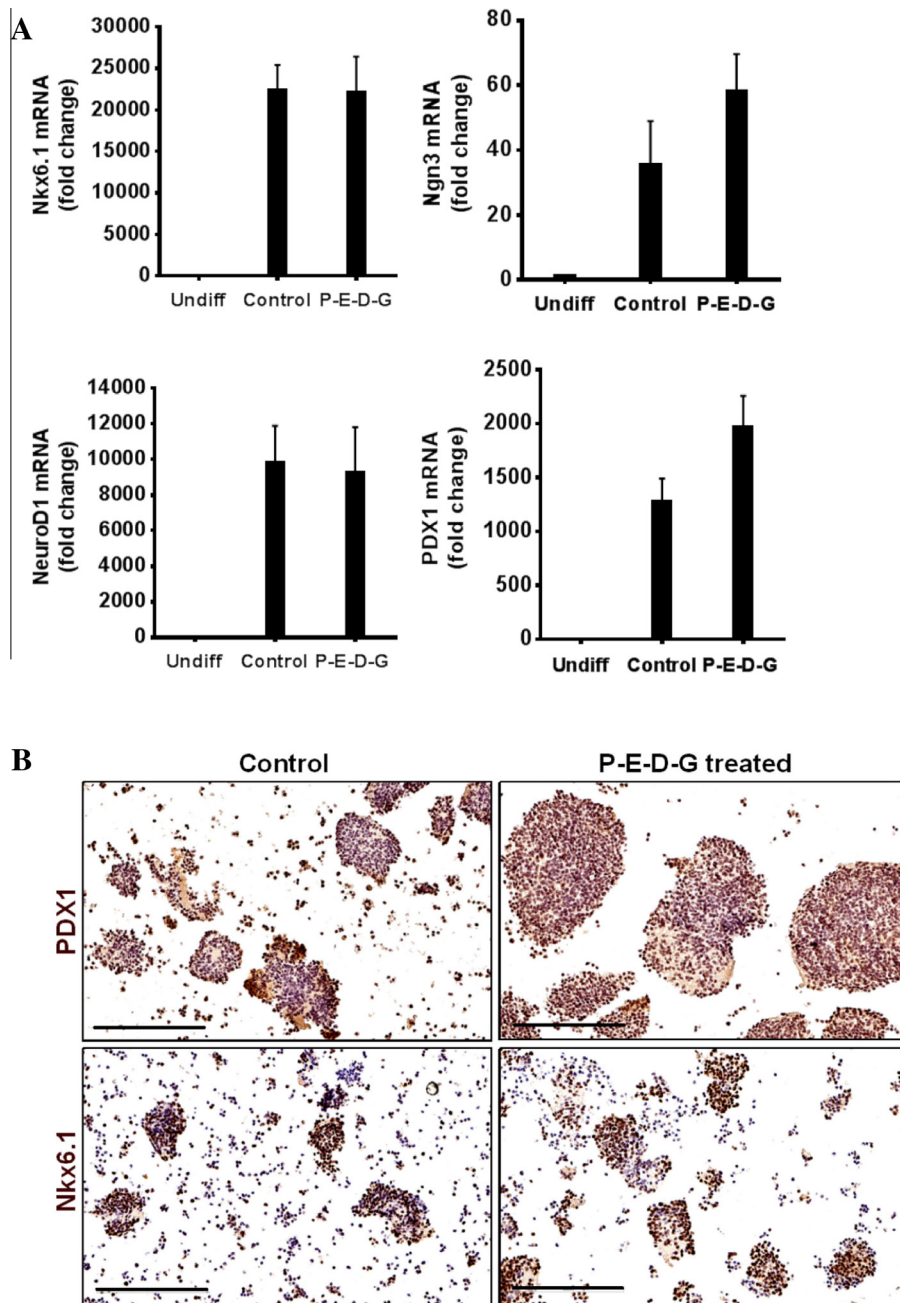 A
Nkx6.1 mRNA
(fold change)
30000
25000
20000
15000
10000
5000
0
Undiff Control P-E-D-G
Ngn3 mRNA
(fold change)
80
60
40
20
0
Undiff Control P-E-D-G
NeuroD1 mRNA
(fold change)
14000
12000
10000
8000
6000
4000
2000
0
Undiff Control P-E-D-G
PDX1 mRNA
(fold change)
2500
2000
1500
1000
500
0
Undiff Control P-E-D-G
B
Control P-E-D-G treated
PDX1
Nkx6.1